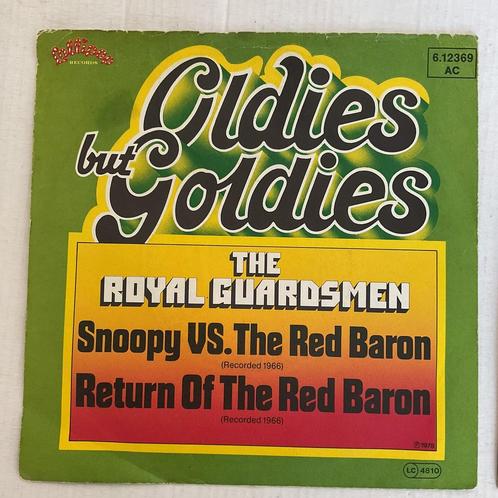 RECORDS
6.12369
AC
Oldies
but
Goldies
THE
ROYAL GUARDSMEN
Snoopy VS. The Red Baron
(Recorded 1966)
Return Of The Red Baron
(Recorded 1966)
℗ 1978
LC 4810